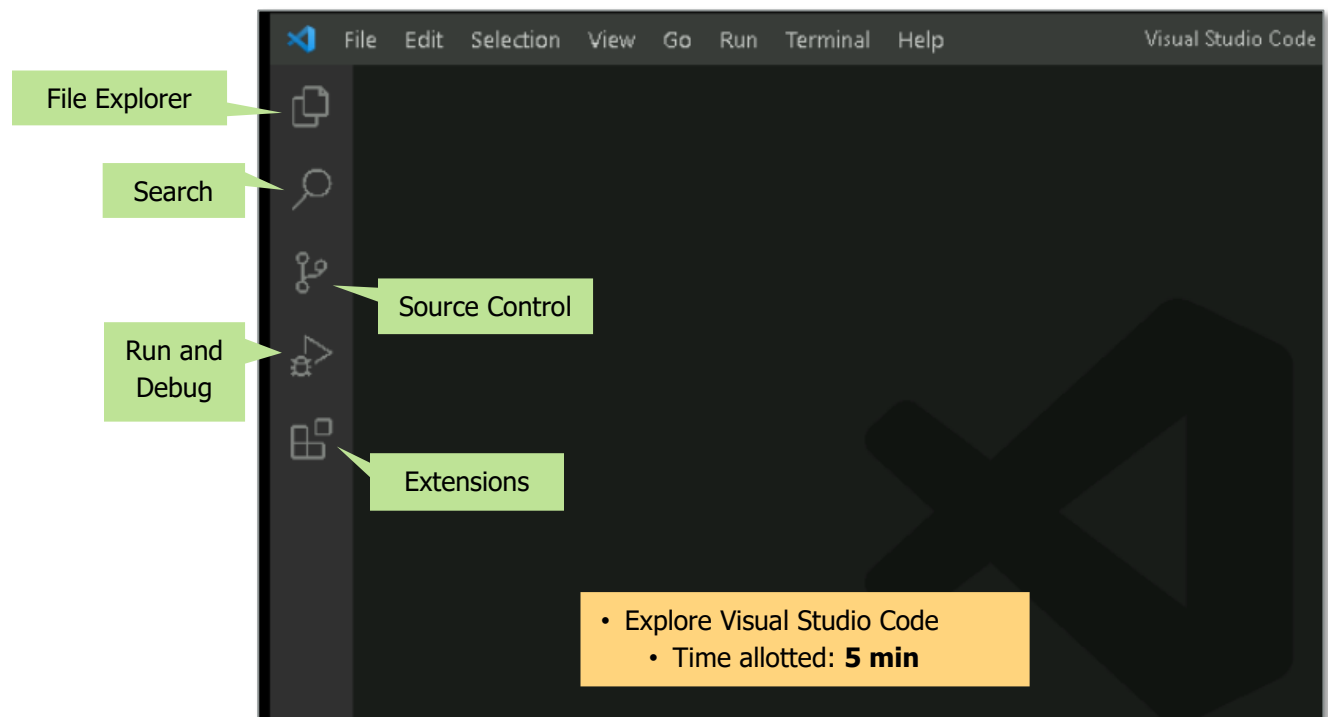 File Edit Selection View Go Run Terminal Help Visual Studio Code
File Explorer
Search
Source Control
Run and
Debug
Extensions
• Explore Visual Studio Code
• Time allotted: 5 min